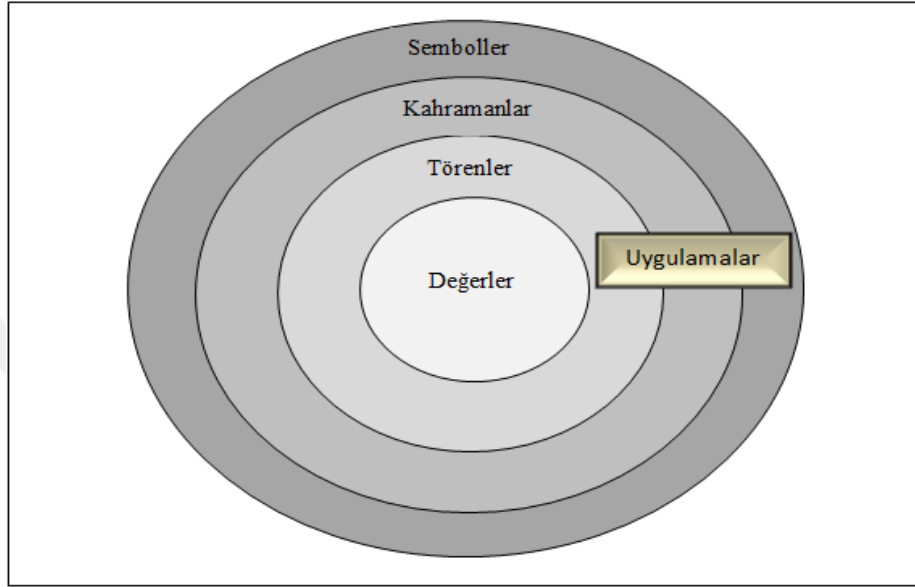 Semboller
Kahramanlar
Törenler
Değerler
Uygulamalar